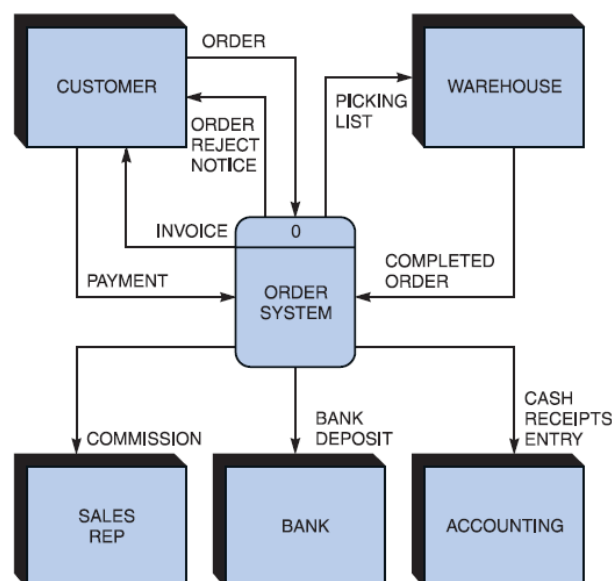 ORDER
CUSTOMER
WAREHOUSE
PICKING
LIST
ORDER
REJECT
NOTICE
INVOICE
0
PAYMENT
ORDER
SYSTEM
COMPLETED
ORDER
COMMISSION
BANK
DEPOSIT
CASH
RECEIPTS
ENTRY
SALES
REP
BANK
ACCOUNTING